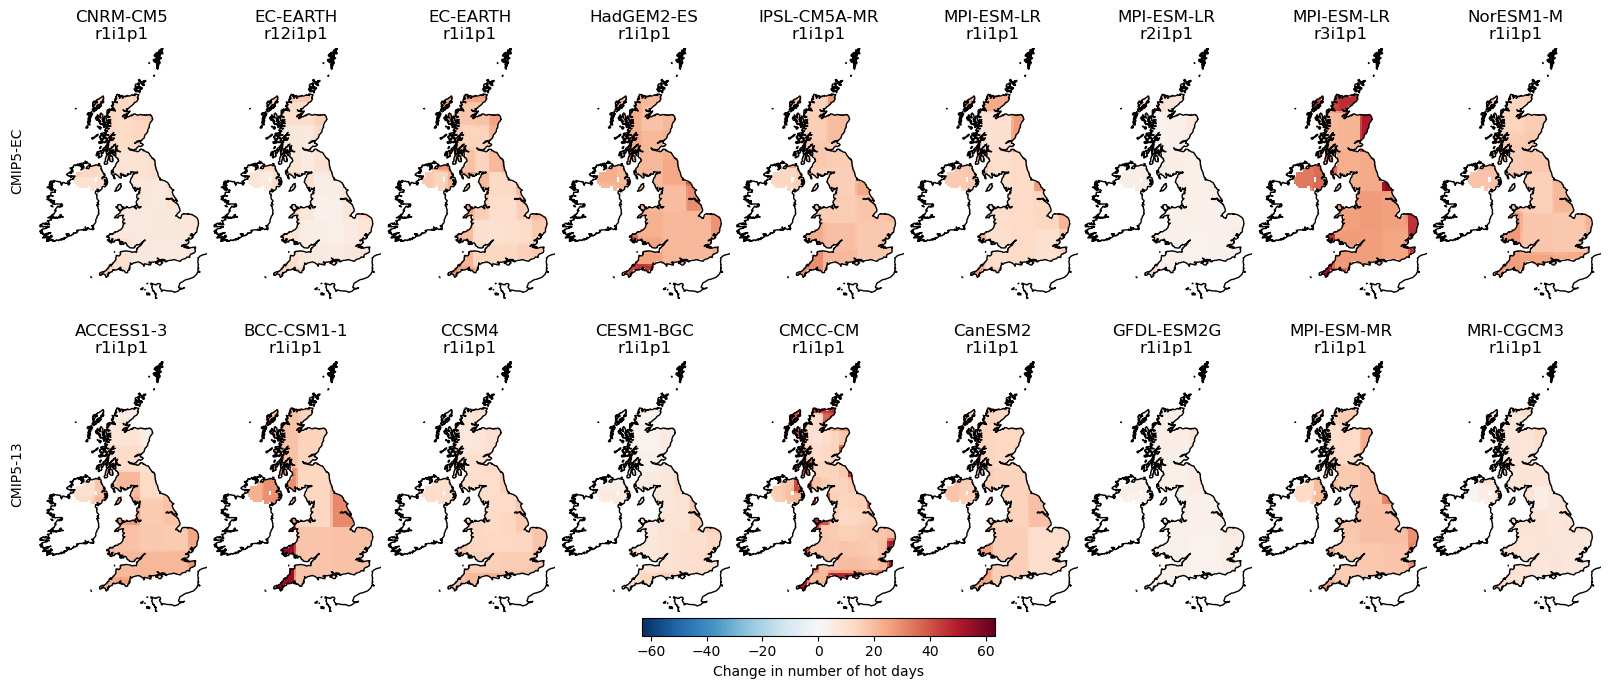 CNRM-CM5
r1i1p1
EC-EARTH
r12i1p1
EC-EARTH
r1i1p1
HadGEM2-ES
r1i1p1
IPSL-CM5A-MR
r1i1p1
MPI-ESM-LR
r1i1p1
MPI-ESM-LR
r2i1p1
MPI-ESM-LR
r3i1p1
NorESM1-M
r1i1p1
CMIP5-EC
ACCESS1-3
r1i1p1
BCC-CSM1-1
r1i1p1
CCSM4
r1i1p1
CESM1-BGC
r1i1p1
CMCC-CM
r1i1p1
CanESM2
r1i1p1
GFDL-ESM2G
r1i1p1
MPI-ESM-MR
r1i1p1
MRI-CGCM3
r1i1p1
CMIP5-13
−60 −40 −20 0 20 40 60
Change in number of hot days